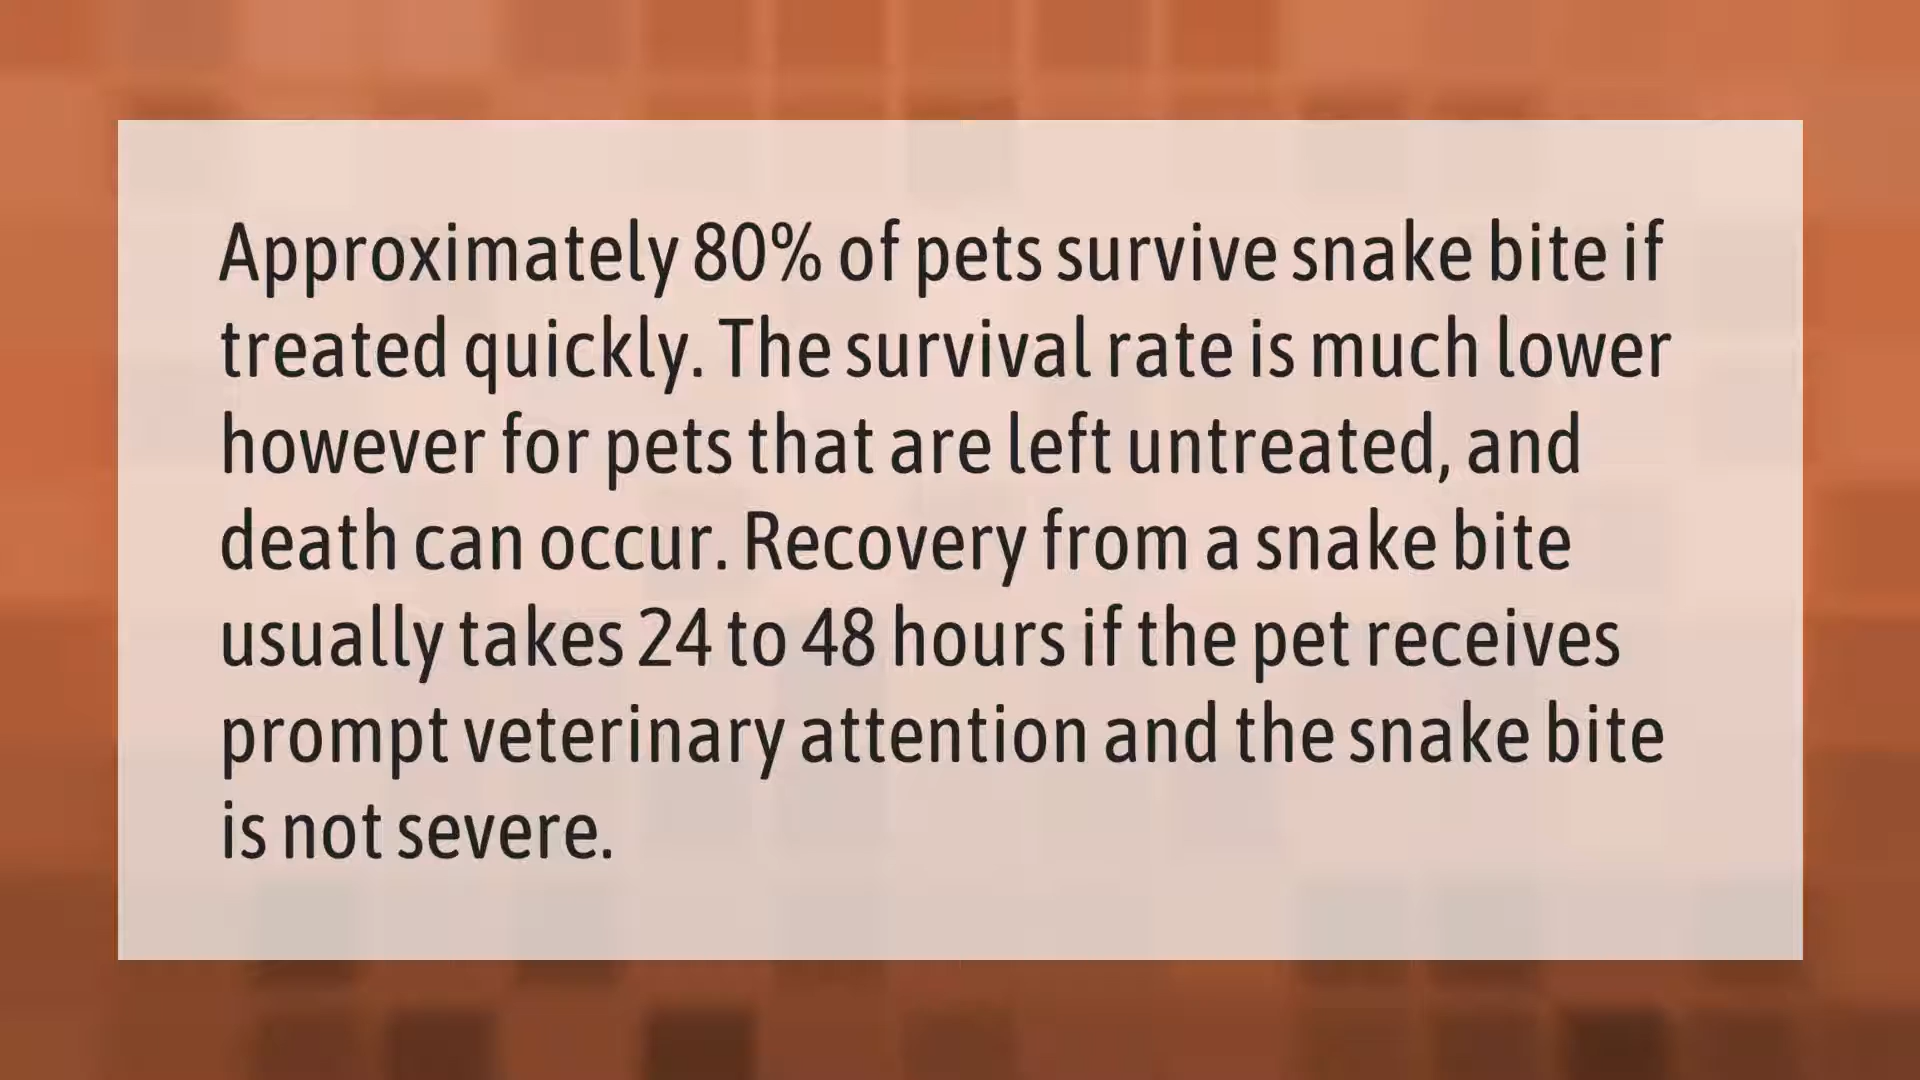 Approximately 80% of pets survive snake bite if
treated quickly. The survival rate is much lower
however for pets that are left untreated, and
death can occur. Recovery from a snake bite
usually takes 24 to 48 hours if the pet receives
prompt veterinary attention and the snake bite
is not severe.